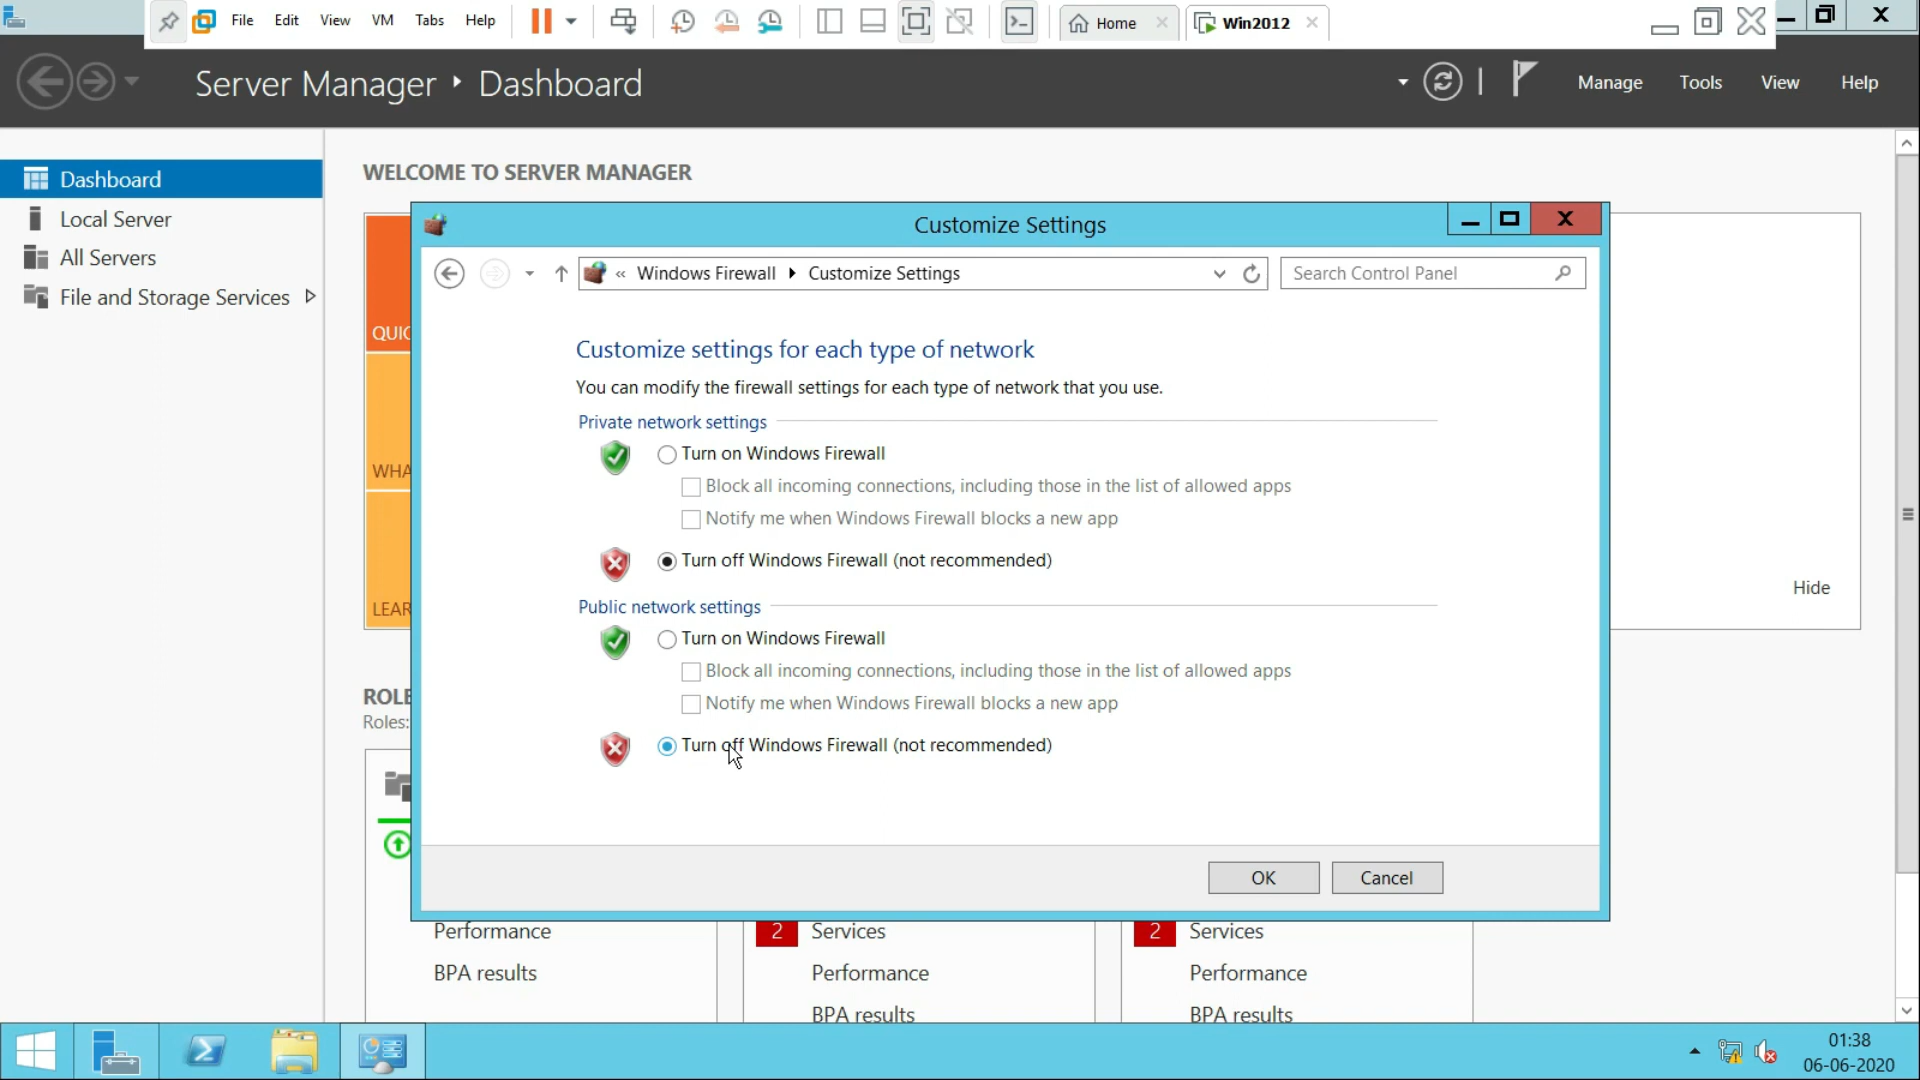 File Edit View VM Tabs Help Home Win2012
Server Manager Dashboard Manage Tools View Help
Dashboard
Local Server
All Servers
File and Storage Services
WELCOME TO SERVER MANAGER
QUIC
WHA
LEAR
Hide
ROLE
Roles:
Customize Settings
« Windows Firewall Customize Settings
Search Control Panel
Customize settings for each type of network
You can modify the firewall settings for each type of network that you use.
Private network settings
Turn on Windows Firewall
Block all incoming connections, including those in the list of allowed apps
Notify me when Windows Firewall blocks a new app
Turn off Windows Firewall (not recommended)
Public network settings
Turn on Windows Firewall
Block all incoming connections, including those in the list of allowed apps
Notify me when Windows Firewall blocks a new app
Turn off Windows Firewall (not recommended)
OK Cancel
Performance
BPA results
2 Services
Performance
BPA results
2 Services
Performance
BPA results
01:38
06-06-2020